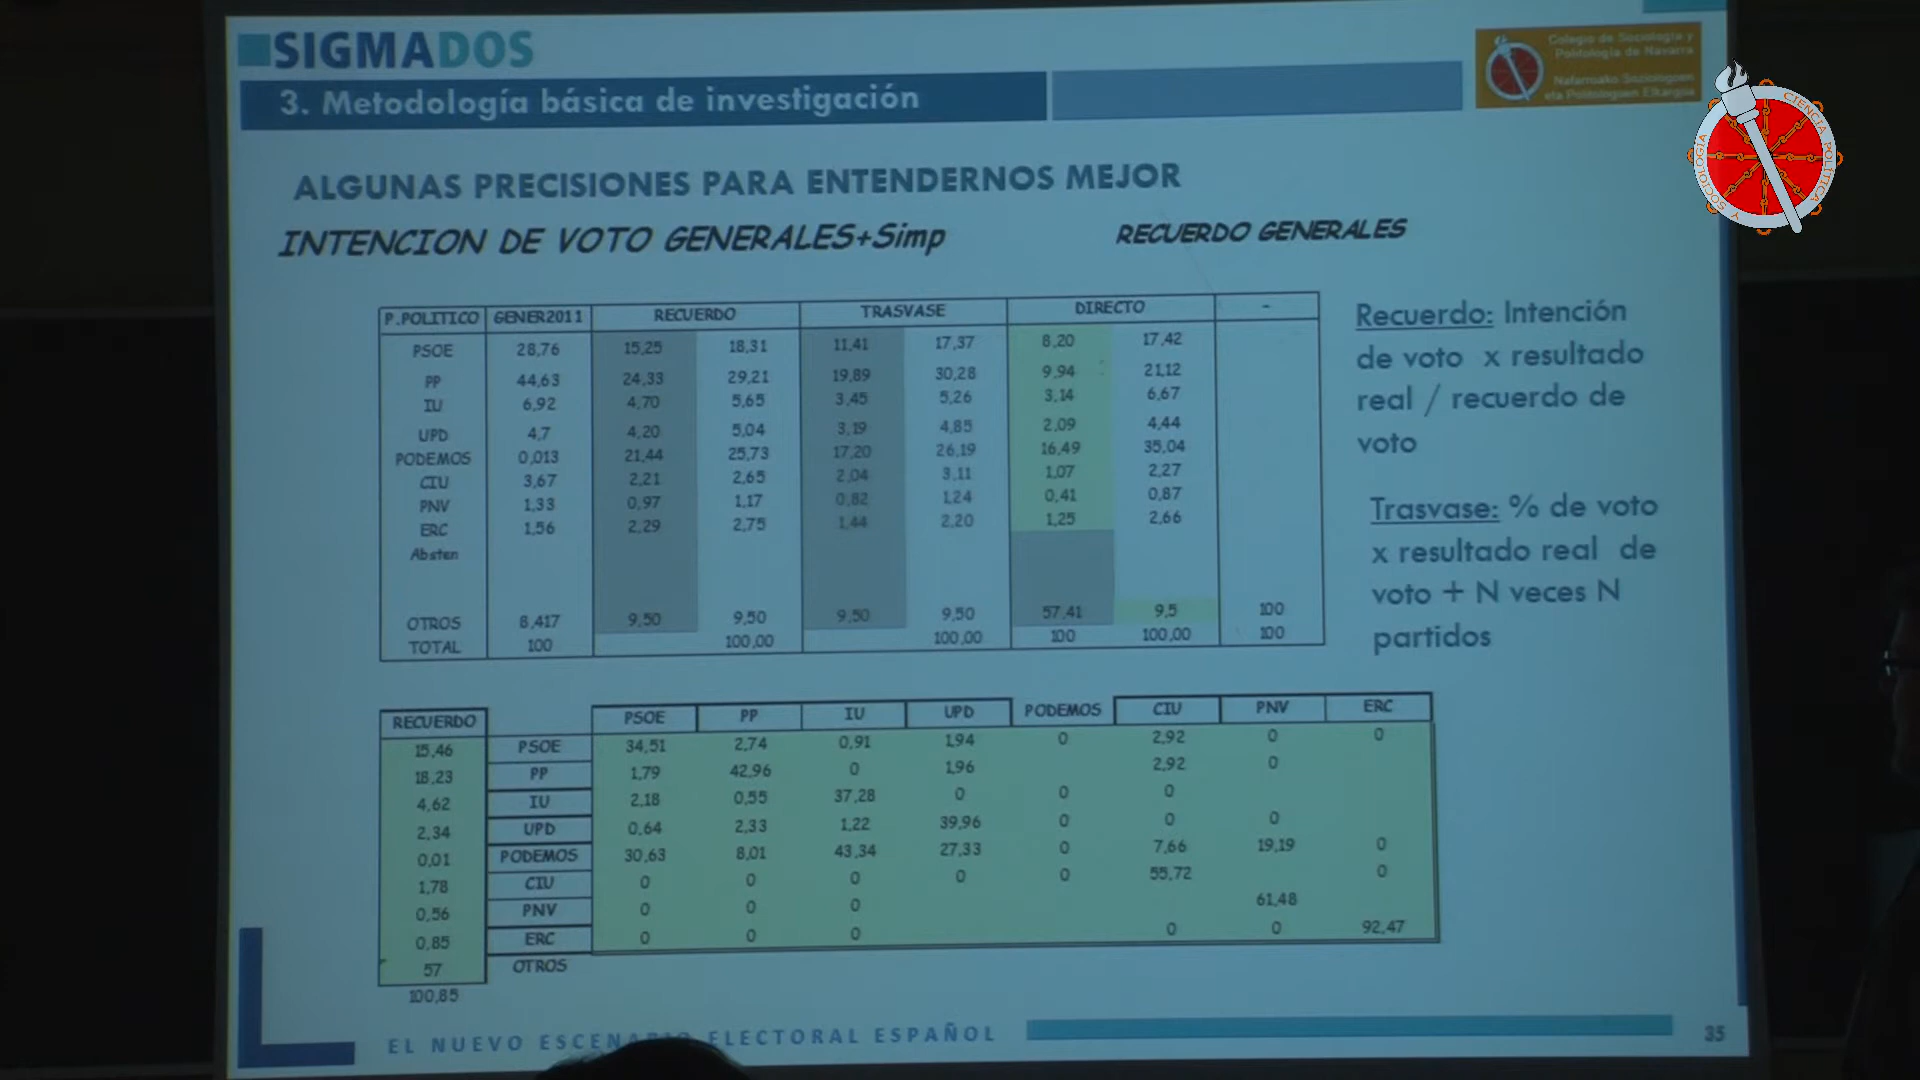 SIGMADOS
3. Metodología básica de investigación
Colegio de Sociología y
Politología de Navarra
Nafarroako Soziologoen
eta Politologoen Elkargoa
CIENCIA POLÍTICA
Y SOCIOLOGÍA
ALGUNAS PRECISIONES PARA ENTENDERNOS MEJOR
INTENCION DE VOTO GENERALES+Simp
RECUERDO GENERALES
P.POLITICO GENER2011 RECUERDO TRASVASE DIRECTO -
PSOE 28,76 15,25 18,31 11,41 17,37 8,20 17,42
PP 44,63 24,33 29,21 19,89 30,28 9,94 21,12
IU 6,92 4,70 5,65 3,45 5,26 3,14 6,67
UPD 4,7 4,20 5,04 3,19 4,85 2,09 4,44
PODEMOS 0,013 21,44 25,73 17,20 26,19 16,49 35,04
CIU 3,67 2,21 2,65 2,04 3,11 1,07 2,27
PNV 1,33 0,97 1,17 0,82 1,24 0,41 0,87
ERC 1,56 2,29 2,75 1,44 2,20 1,25 2,66
Absten
OTROS 8,417 9,50 9,50 9,50 9,50 57,41 9,5 100
TOTAL 100 100,00 100,00 100 100,00 100
Recuerdo: Intención
de voto x resultado
real / recuerdo de
voto
Trasvase: % de voto
x resultado real de
voto + N veces N
partidos
RECUERDO PSOE PP IU UPD PODEMOS CIU PNV ERC
15,46 PSOE 34,51 2,74 0,91 1,94 0 2,92 0 0
18,23 PP 1,79 42,96 0 1,96 2,92 0
4,62 IU 2,18 0,55 37,28 0 0 0
2,34 UPD 0,64 2,33 1,22 39,96 0 0 0
0,01 PODEMOS 30,63 8,01 43,34 27,33 0 7,66 19,19 0
1,78 CIU 0 0 0 0 0 55,72 0
0,56 PNV 0 0 0 61,48
0,85 ERC 0 0 0 0 0 92,47
57 OTROS
100,85
EL NUEVO ESCENARIO ELECTORAL ESPAÑOL
35